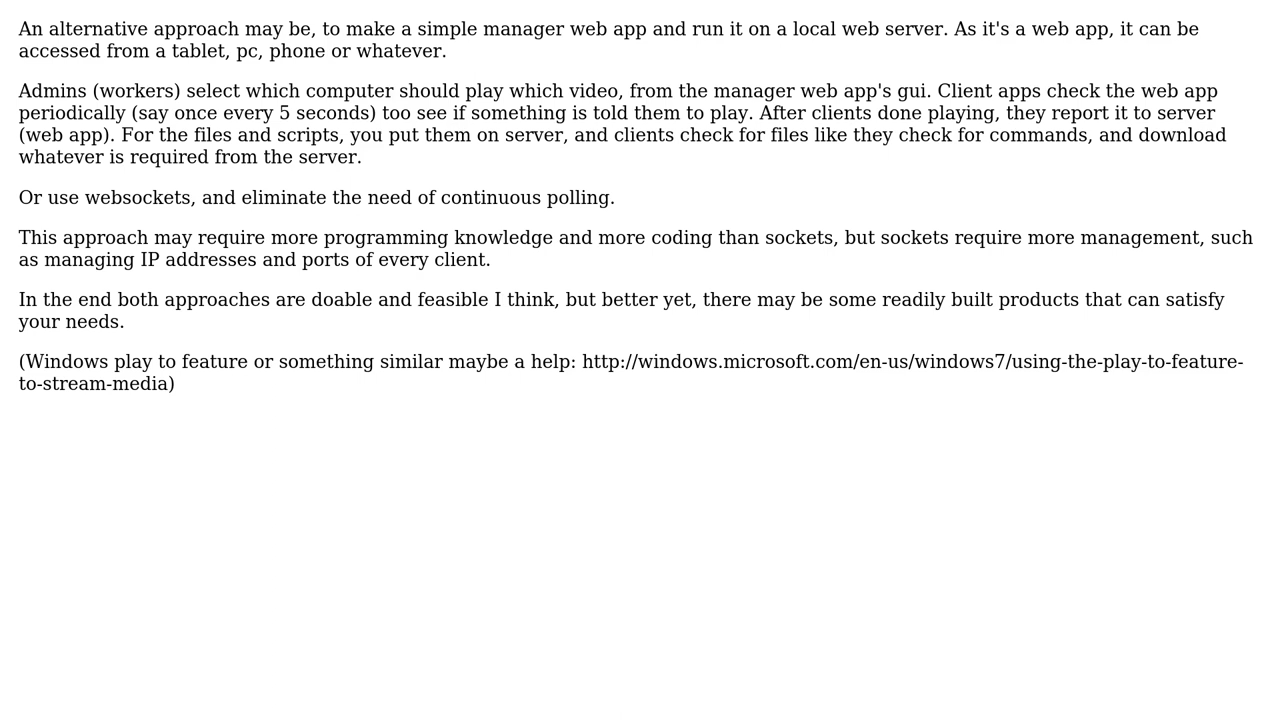 An alternative approach may be, to make a simple manager web app and run it on a local web server. As it's a web app, it can be
accessed from a tablet, pc, phone or whatever.
Admins (workers) select which computer should play which video, from the manager web app's gui. Client apps check the web app
periodically (say once every 5 seconds) too see if something is told them to play. After clients done playing, they report it to server
(web app). For the files and scripts, you put them on server, and clients check for files like they check for commands, and download
whatever is required from the server.
Or use websockets, and eliminate the need of continuous polling.
This approach may require more programming knowledge and more coding than sockets, but sockets require more management, such
as managing IP addresses and ports of every client.
In the end both approaches are doable and feasible I think, but better yet, there may be some readily built products that can satisfy
your needs.
(Windows play to feature or something similar maybe a help: http://windows.microsoft.com/en-us/windows7/using-the-play-to-feature-
to-stream-media)